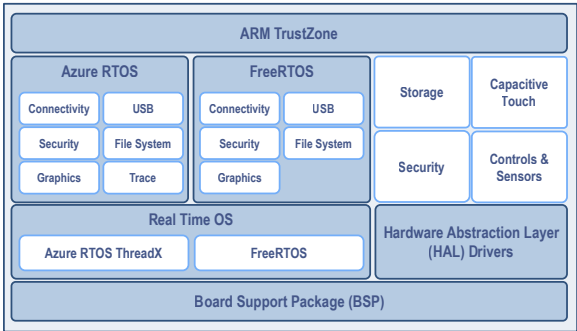 ARM TrustZone
Azure RTOS
Connectivity
USB
Security
File System
Graphics
Trace
FreeRTOS
Connectivity
USB
Security
File System
Graphics
Storage
Capacitive
Touch
Security
Controls &
Sensors
Real Time OS
Azure RTOS ThreadX
FreeRTOS
Hardware Abstraction Layer
(HAL) Drivers
Board Support Package (BSP)